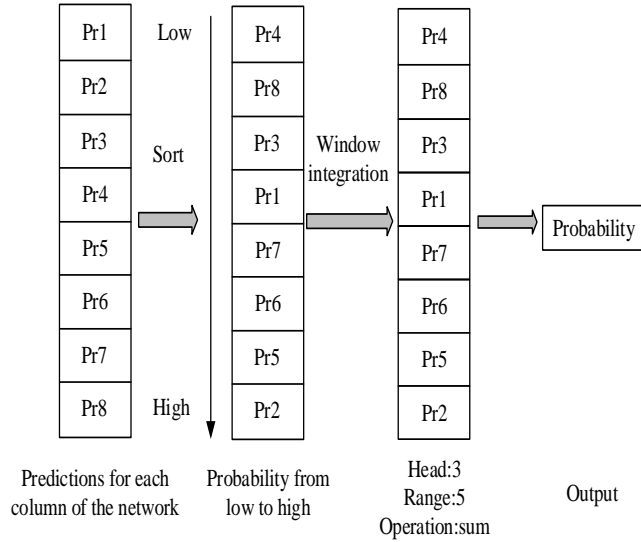 Pr1
Pr2
Pr3
Pr4
Pr5
Pr6
Pr7
Pr8
Predictions for each
column of the network
Low
Sort
High
Pr4
Pr8
Pr3
Pr1
Pr7
Pr6
Pr5
Pr2
Probability from
low to high
Window
integration
Pr4
Pr8
Pr3
Pr1
Pr7
Pr6
Pr5
Pr2
Head:3
Range:5
Operation:sum
Probability
Output